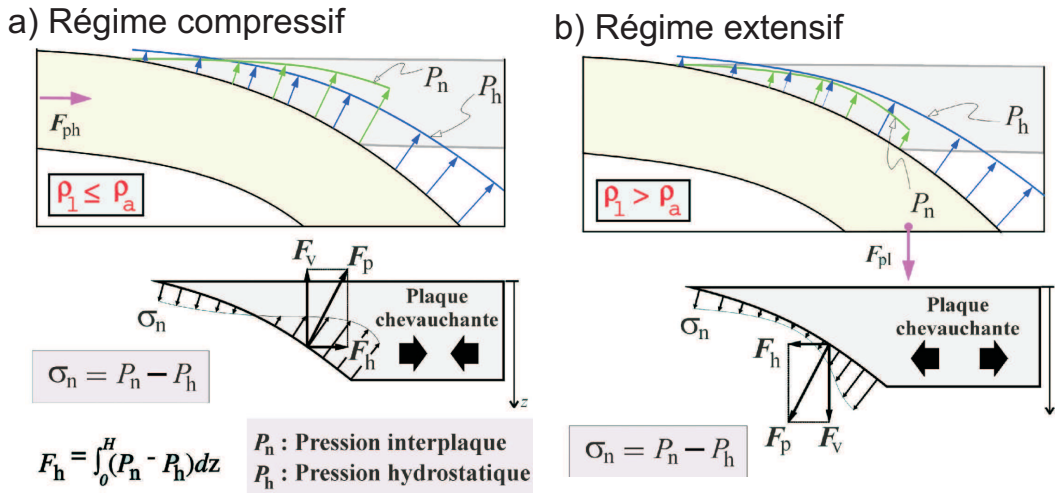 a) Régime compressif
P_n
P_h
F_ph
ρ_l ≤ ρ_a
F_v
F_p
Plaque
chevauchante
σ_n
F_h
z
σ_n = P_n − P_h
F_h = ∫_0^H (P_n - P_h)dz
P_n : Pression interplaque
P_h : Pression hydrostatique
b) Régime extensif
P_h
P_n
ρ_l > ρ_a
F_pl
Plaque
chevauchante
σ_n
F_h
F_p
F_v
σ_n = P_n − P_h